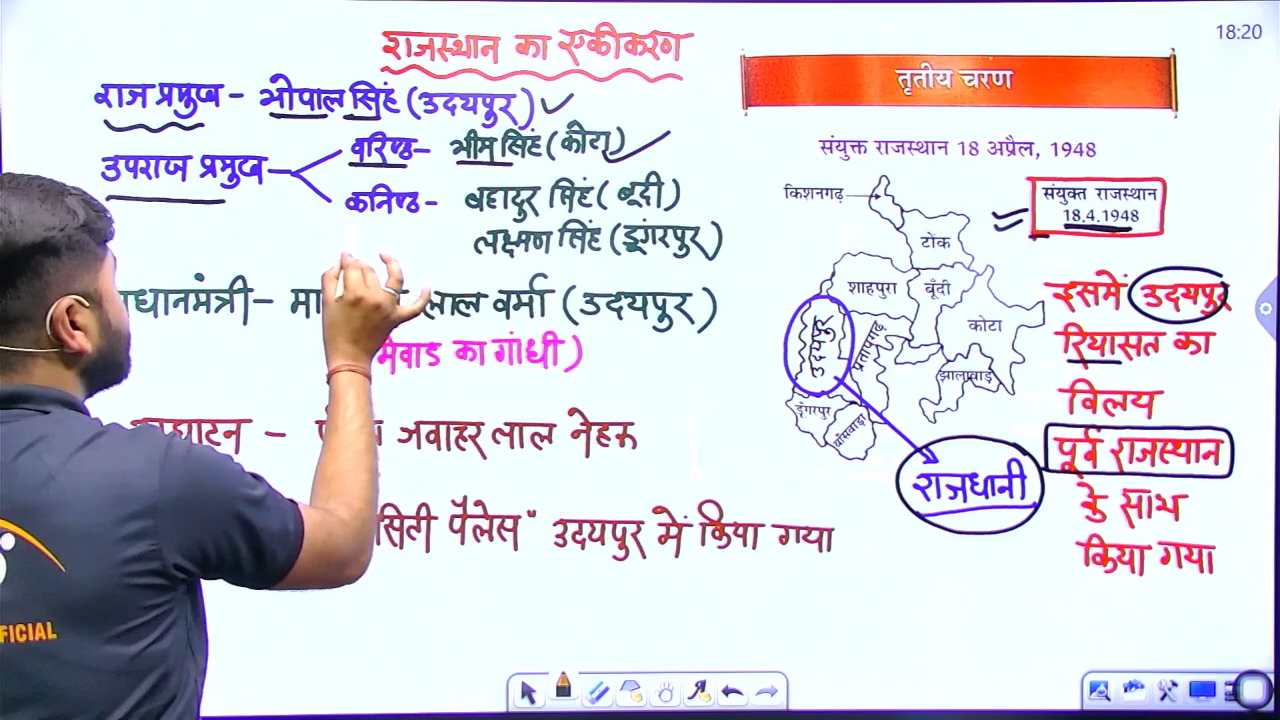 18:20
राजस्थान का एकीकरण
तृतीय चरण
राज प्रमुख - भोपाल सिंह (उदयपुर) ✓
उपराज प्रमुख
वरिष्ठ - भीम सिंह (कोटा) ✓
कनिष्ठ - बहादुर सिंह (बूंदी)
लक्ष्मण सिंह (डूंगरपुर)
धानमंत्री - मा लाल वर्मा (उदयपुर)
मेवाड का गांधी)
घाटन - जवाहर लाल नेहरू
सिटी पैलेस" उदयपुर में किया गया
संयुक्त राजस्थान 18 अप्रैल, 1948
किशनगढ़
संयुक्त राजस्थान
18.4.1948
टोंक
शाहपुरा
बूँदी
कोटा
उदयपुर
प्रतापगढ़
झालावाड़
डूँगरपुर
बाँसवाड़ा
राजधानी
इसमें उदयपुर
रियासत का
विलय
पूर्व राजस्थान
के साथ
किया गया
FICIAL